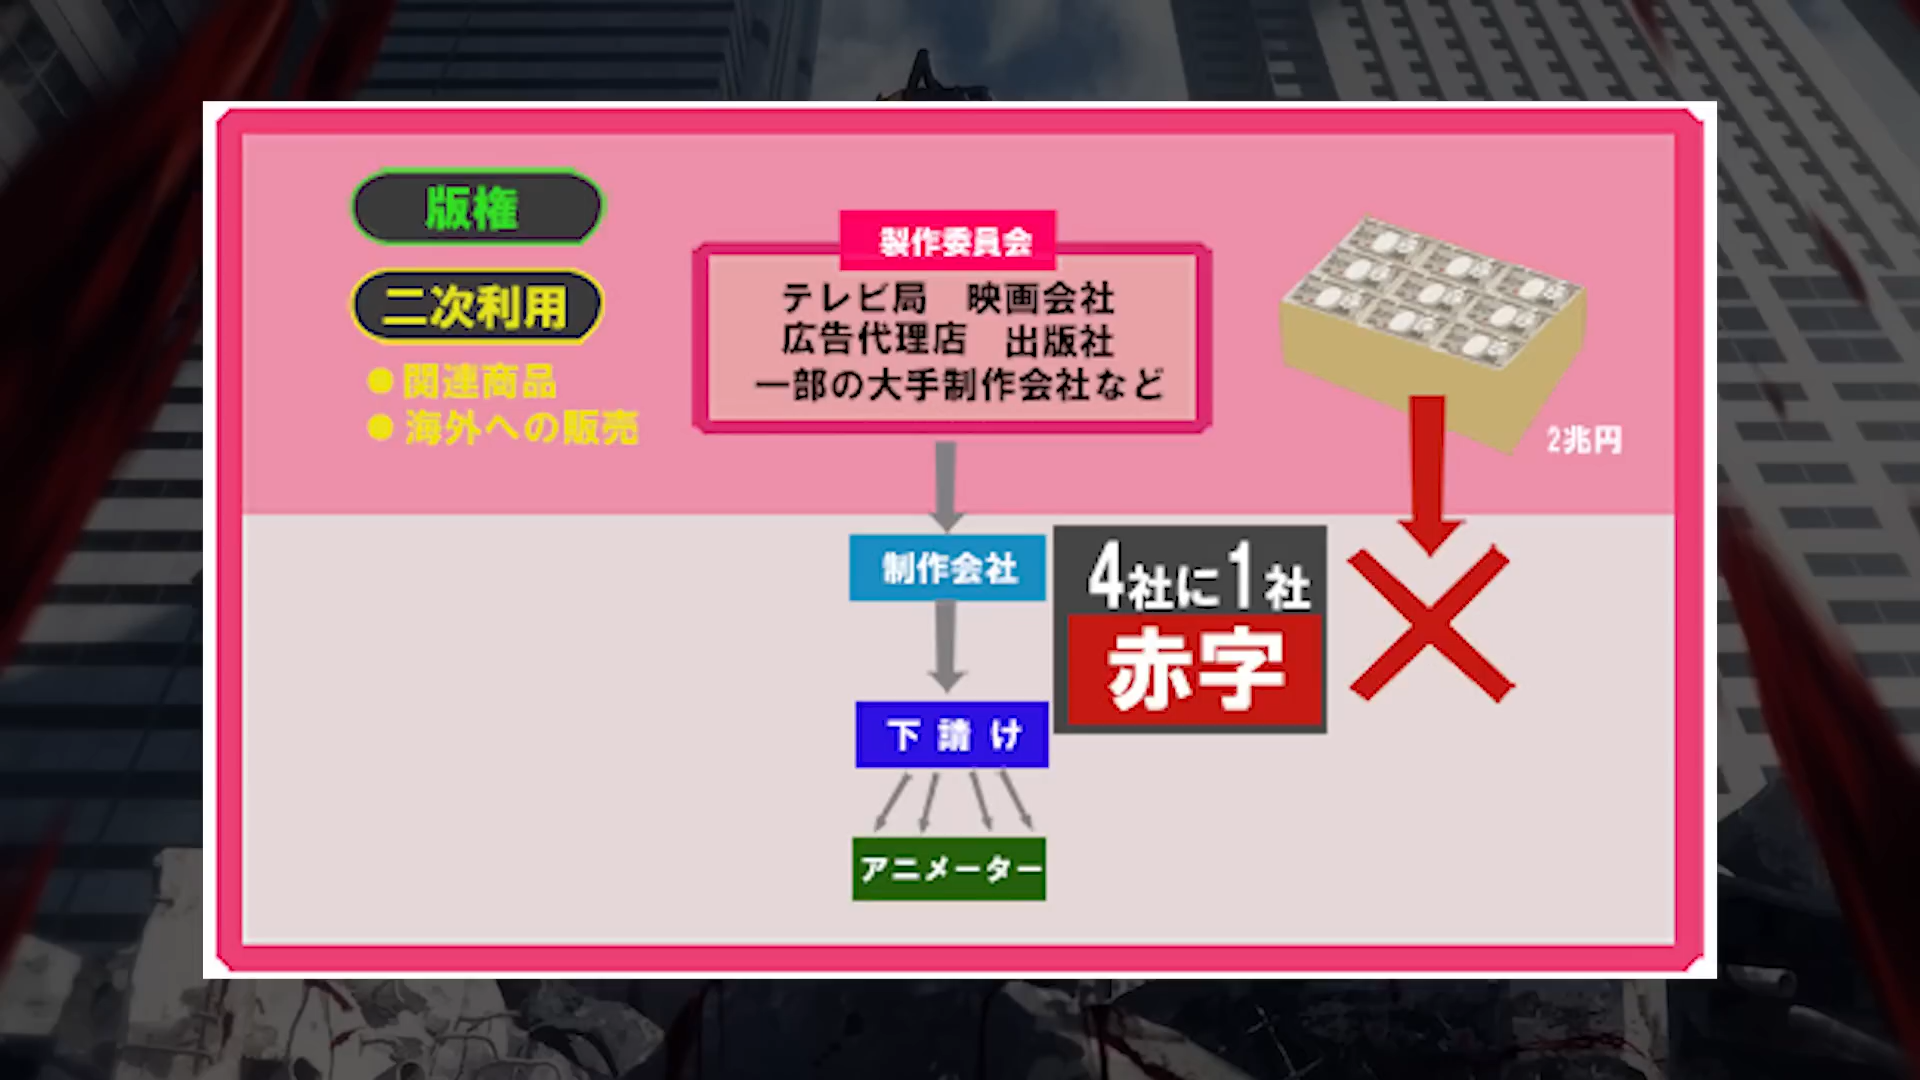 版権
二次利用
● 関連商品
● 海外への販売
製作委員会
テレビ局　映画会社
広告代理店　出版社
一部の大手制作会社など
2兆円
制作会社
4社に1社
赤字
下請け
アニメーター